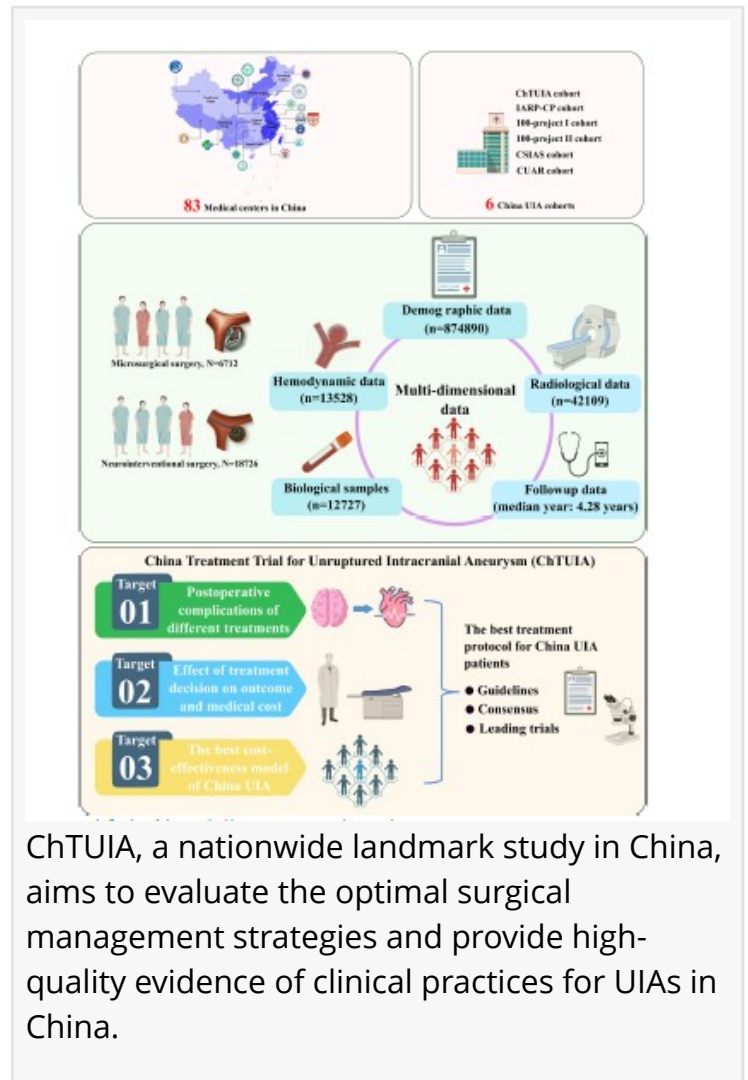 83 Medical centers in China
ChTUIA cohort
IARP-CP cohort
100-project I cohort
100-project II cohort
CSIAS cohort
CUAR cohort
6 China UIA cohorts
Microsurgical surgery, N=6712
Neurointerventional surgery, N=18726
Demog raphic data
(n=874890)
Hemodynamic data
(n=13528)
Multi-dimensional
data
Radiological data
(n=42109)
Biological samples
(n=12727)
Followup data
(median year: 4.28 years)
China Treatment Trial for Unruptured Intracranial Aneurysm (ChTUIA)
Target
01
Postoperative
complications of
different treatments
Target
02
Effect of treatment
decision on outcome
and medical cost
Target
03
The best cost-
effectiveness model
of China UIA
The best treatment
protocol for China UIA
patients
● Guidelines
● Consensus
● Leading trials
ChTUIA, a nationwide landmark study in China,
aims to evaluate the optimal surgical
management strategies and provide high-
quality evidence of clinical practices for UIAs in
China.